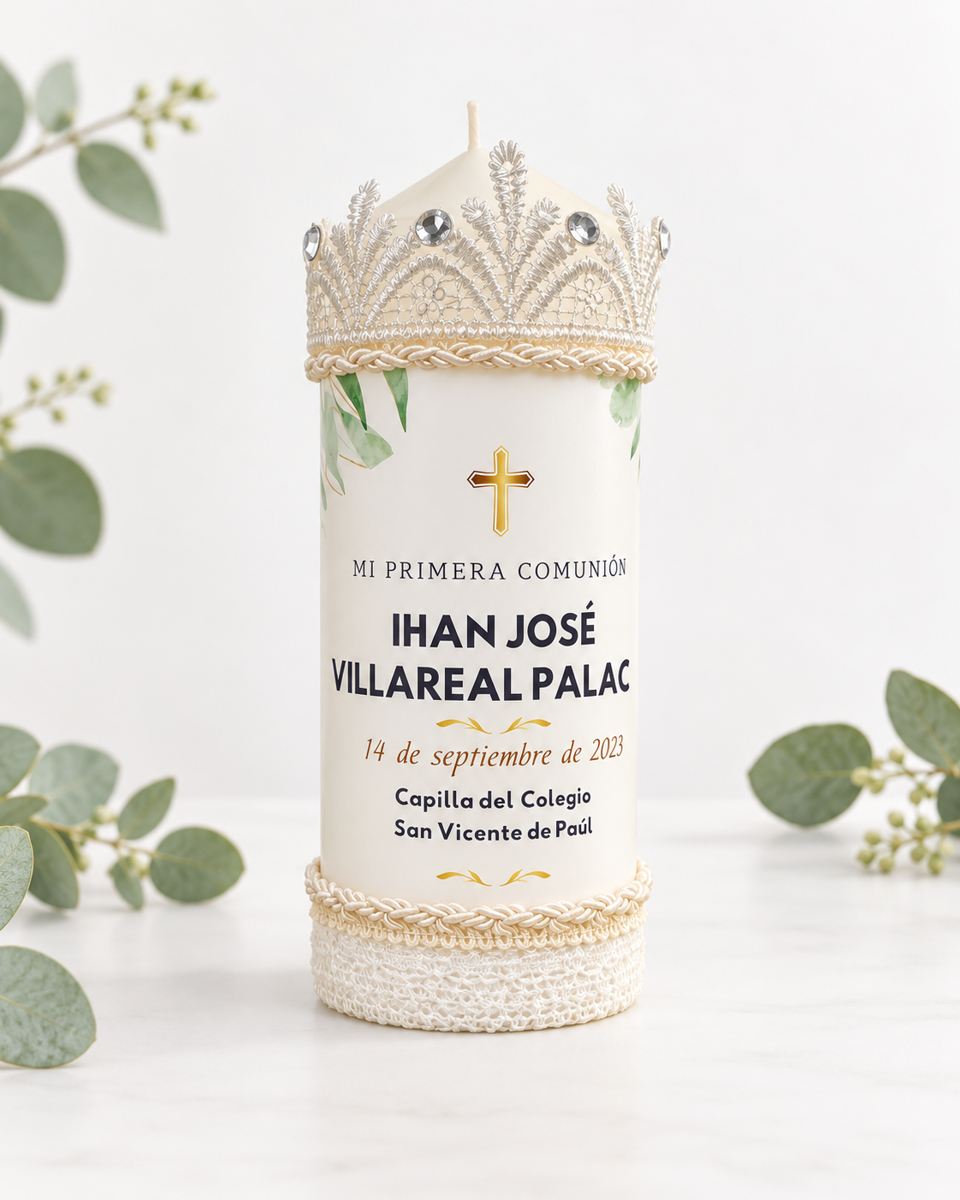 MI PRIMERA COMUNIÓN
IHAN JOSÉ
VILLAREAL PALAC
14 de septiembre de 2023
Capilla del Colegio
San Vicente de Paúl